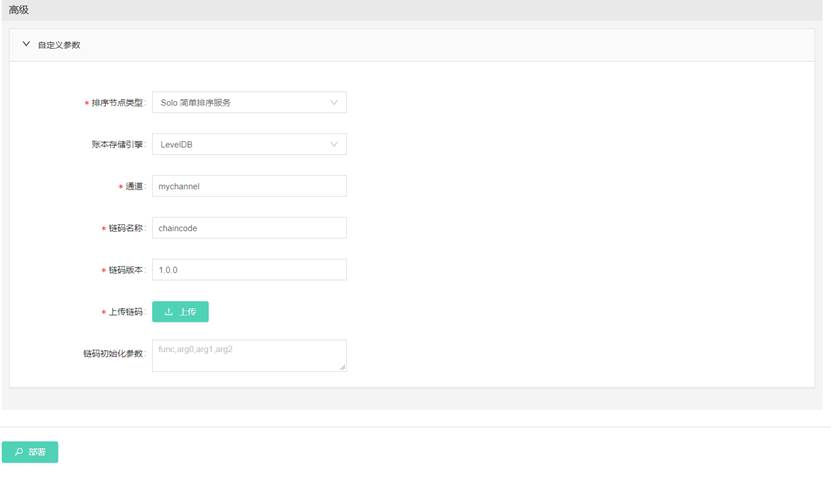 高级
自定义参数
* 排序节点类型: Solo 简单排序服务
账本存储引擎: LevelDB
* 通道: mychannel
* 链码名称: chaincode
* 链码版本: 1.0.0
* 上传链码: 上传
链码初始化参数: func,arg0,arg1,arg2
部署